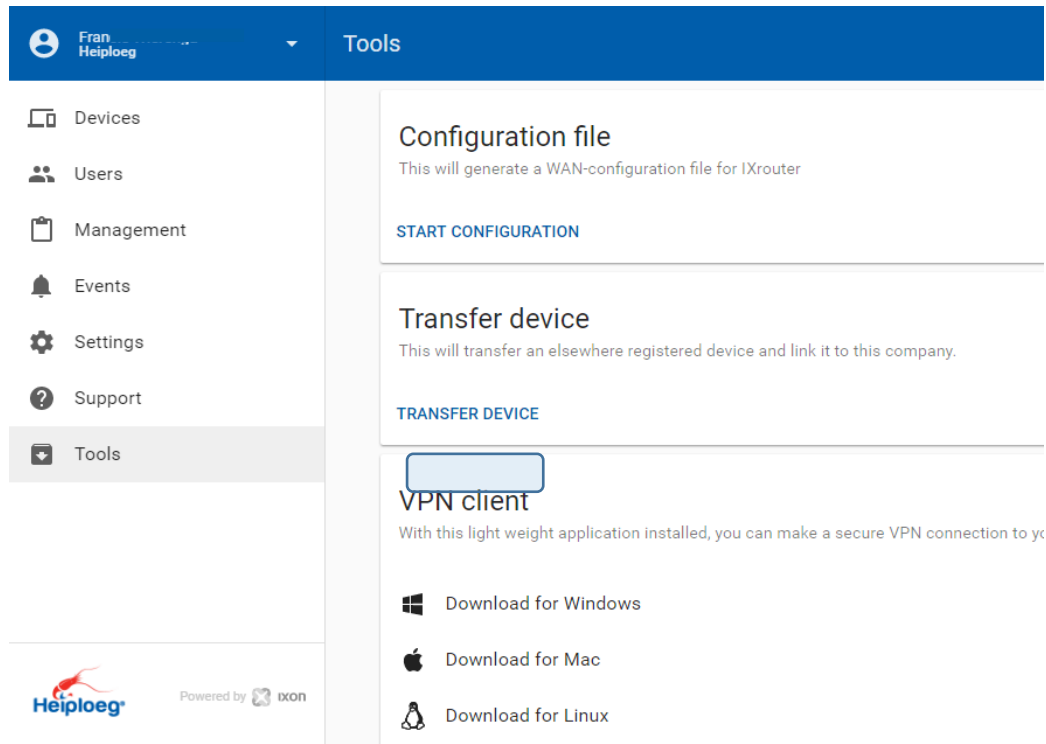 Fran
Heiploeg
Tools
Devices
Users
Management
Events
Settings
Support
Tools
Heiploeg
Powered by IXON
Configuration file
This will generate a WAN-configuration file for IXrouter
START CONFIGURATION
Transfer device
This will transfer an elsewhere registered device and link it to this company.
TRANSFER DEVICE
VPN client
With this light weight application installed, you can make a secure VPN connection to yo
Download for Windows
Download for Mac
Download for Linux